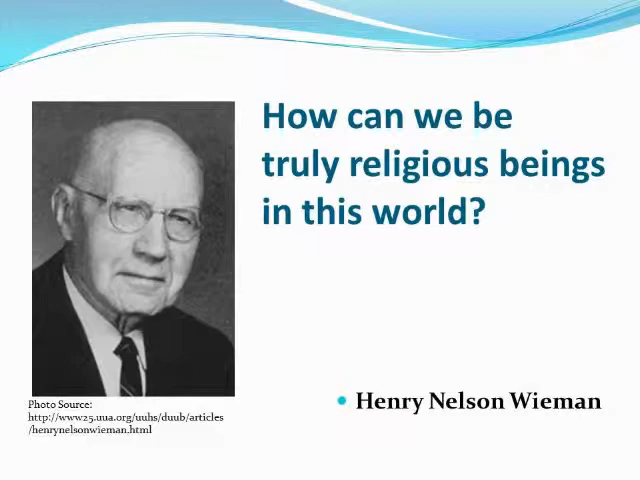 How can we be
truly religious beings
in this world?
Henry Nelson Wieman
Photo Source:
http://www25.uua.org/uuhs/duub/articles
/henrynelsonwieman.html